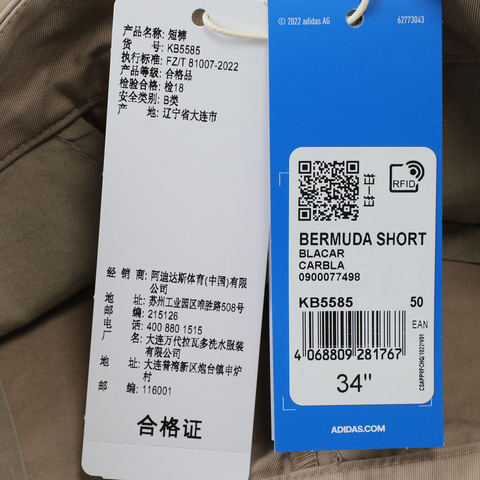 产品名称: 短裤
货 号: KB5585
执行标准: FZ/T 81007-2022
产品等级: 合格品
检验合格: 检18
安全类别: B类
产 地: 辽宁省大连市
经 销 商: 阿迪达斯体育(中国)有限公司
地 址: 苏州工业园区唯胜路508号
邮 编: 215126
电 话: 400 880 1515
厂 名: 大连万代拉瓦多洗水服装有限公司
地 址: 大连普湾新区炮台镇申炉村
邮 编: 116001
合格证
© 2022 adidas AG
62773043
RFID
BERMUDA SHORT
BLACAR
CARBLA
0900077498
KB5585 50
EAN
4 068809 281767
34"
ADIDAS.COM